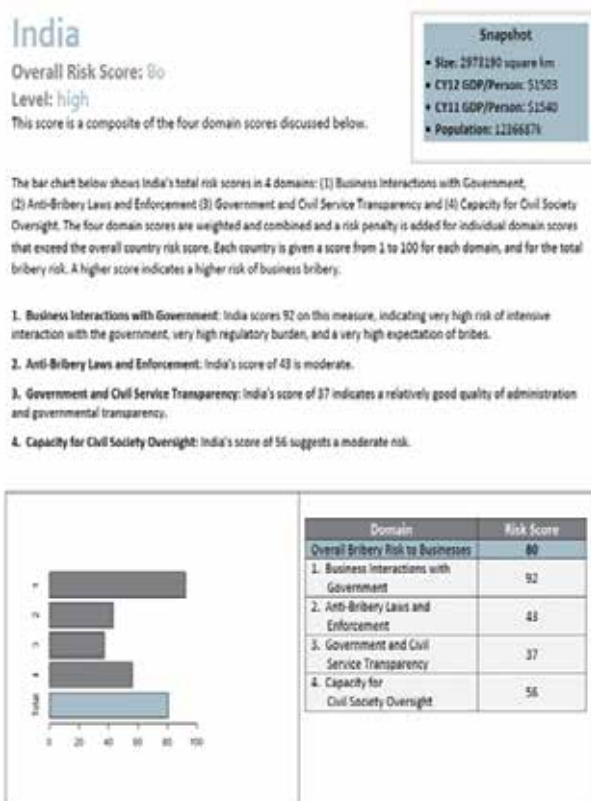 India
Overall Risk Score: 80
Level: high
This score is a composite of the four domain scores discussed below.
Snapshot
• Size: 2973190 square km
• CY12 GDP/Person: $1503
• CY11 GDP/Person: $1540
• Population: 1236687k
The bar chart below shows India's total risk scores in 4 domains: (1) Business Interactions with Government,
(2) Anti-Bribery Laws and Enforcement (3) Government and Civil Service Transparency and (4) Capacity for Civil Society
Oversight. The four domain scores are weighted and combined and a risk penalty is added for individual domain scores
that exceed the overall country risk score. Each country is given a score from 1 to 100 for each domain, and for the total
bribery risk. A higher score indicates a higher risk of business bribery.
1. Business Interactions with Government: India scores 92 on this measure, indicating very high risk of intensive
interaction with the government, very high regulatory burden, and a very high expectation of bribes.
2. Anti-Bribery Laws and Enforcement: India's score of 43 is moderate.
3. Government and Civil Service Transparency: India's score of 37 indicates a relatively good quality of administration
and governmental transparency.
4. Capacity for Civil Society Oversight: India's score of 56 suggests a moderate risk.
1
2
3
4
Total
0 20 40 60 80 100
Domain Risk Score
Overall Bribery Risk to Businesses 80
1. Business Interactions with
Government 92
2. Anti-Bribery Laws and
Enforcement 43
3. Government and Civil
Service Transparency 37
4. Capacity for
Civil Society Oversight 56